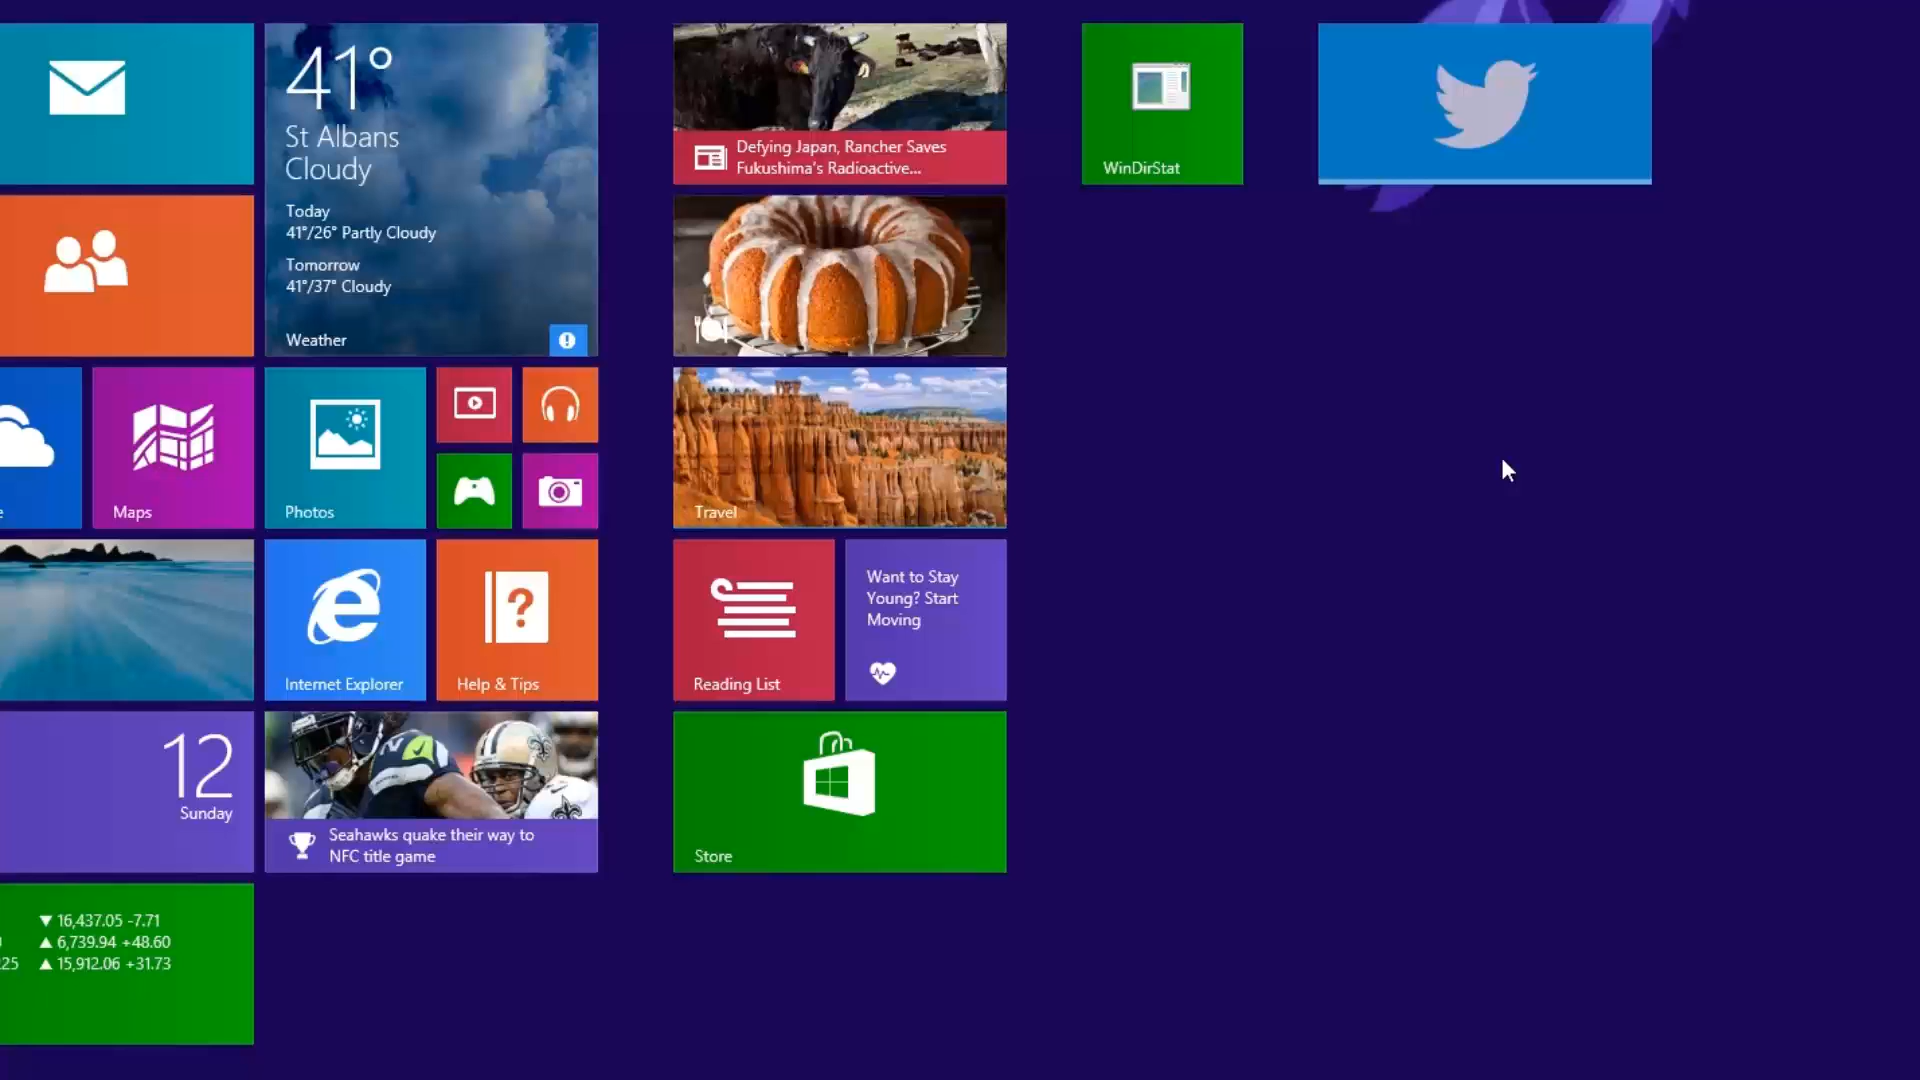 41°
St Albans
Cloudy
Today
41°/26° Partly Cloudy
Tomorrow
41°/37° Cloudy
Weather
Defying Japan, Rancher Saves
Fukushima's Radioactive...
WinDirStat
e
Maps
Photos
Travel
Internet Explorer
Help & Tips
Reading List
Want to Stay
Young? Start
Moving
12
Sunday
Seahawks quake their way to
NFC title game
Store
▼ 16,437.05 -7.71
▲ 6,739.94 +48.60
25 ▲ 15,912.06 +31.73